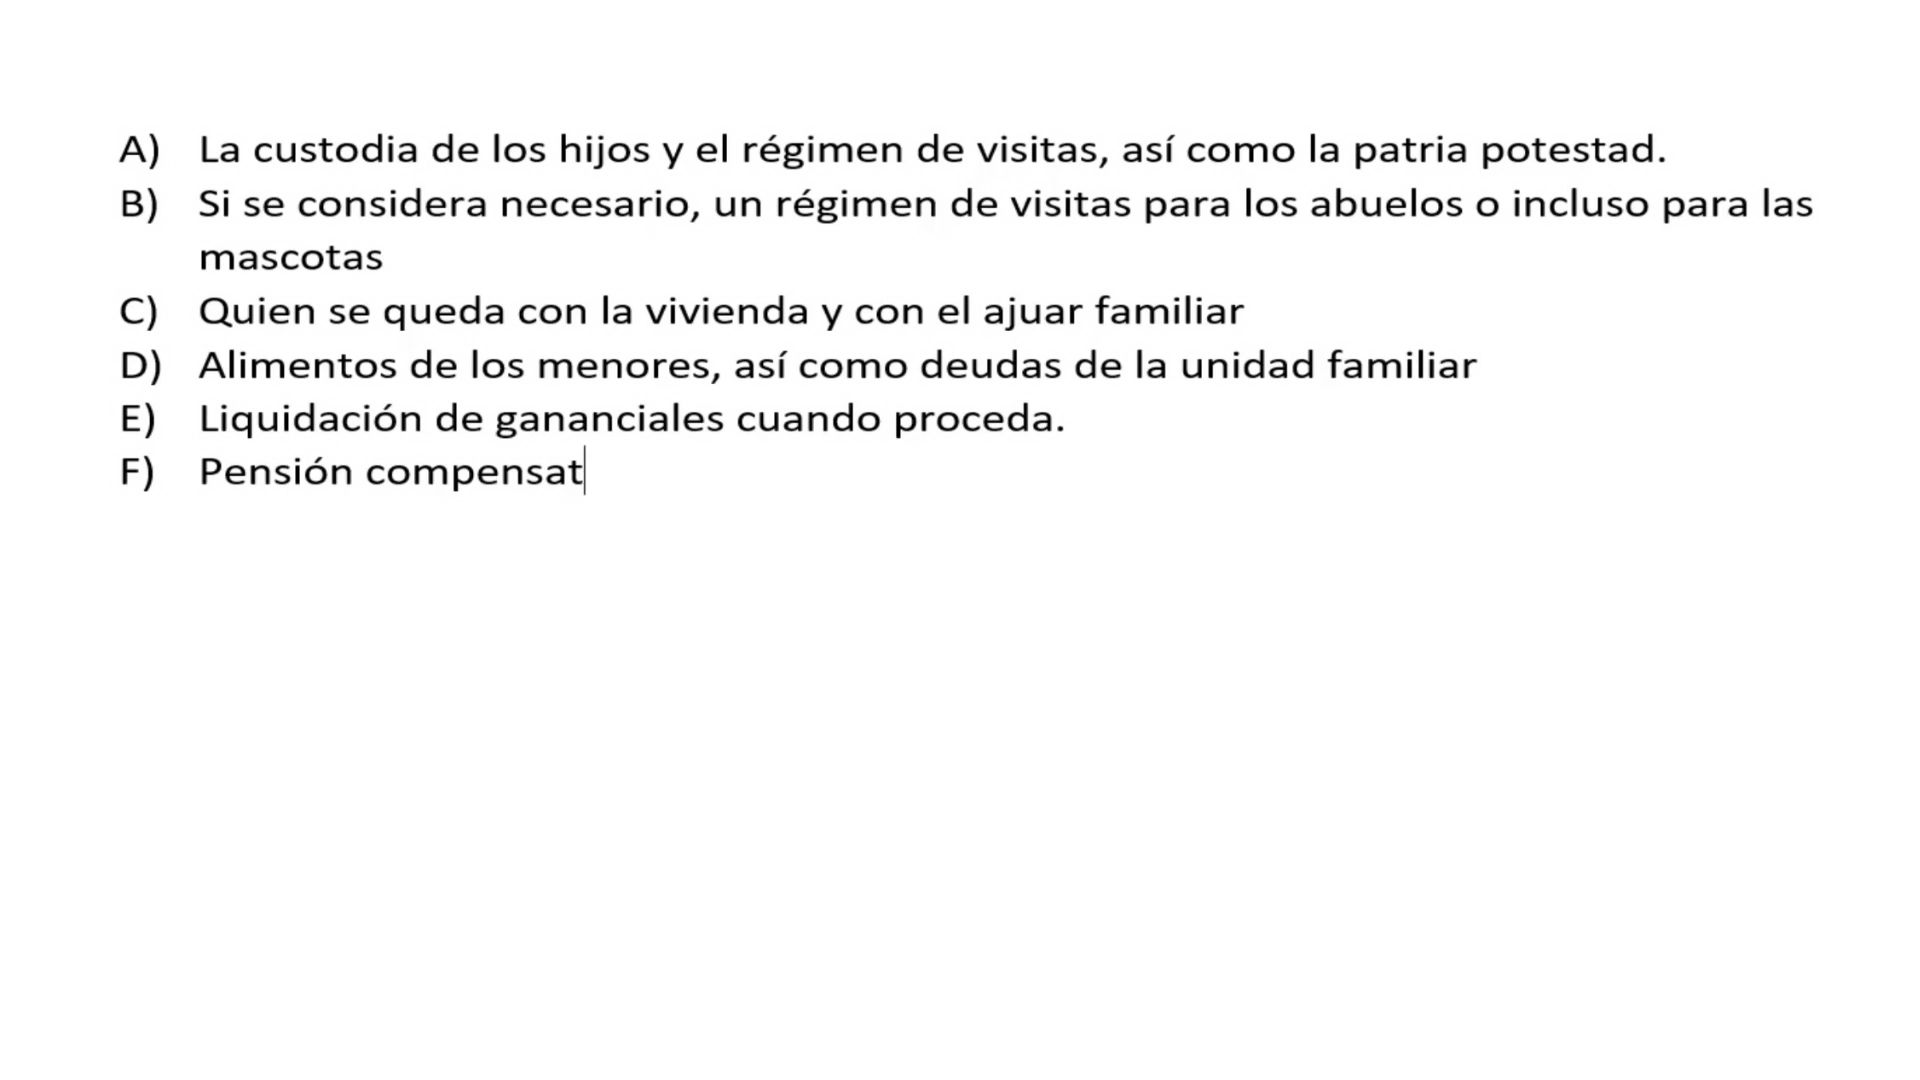 A) La custodia de los hijos y el régimen de visitas, así como la patria potestad.
B) Si se considera necesario, un régimen de visitas para los abuelos o incluso para las
mascotas
C) Quien se queda con la vivienda y con el ajuar familiar
D) Alimentos de los menores, así como deudas de la unidad familiar
E) Liquidación de gananciales cuando proceda.
F) Pensión compensat